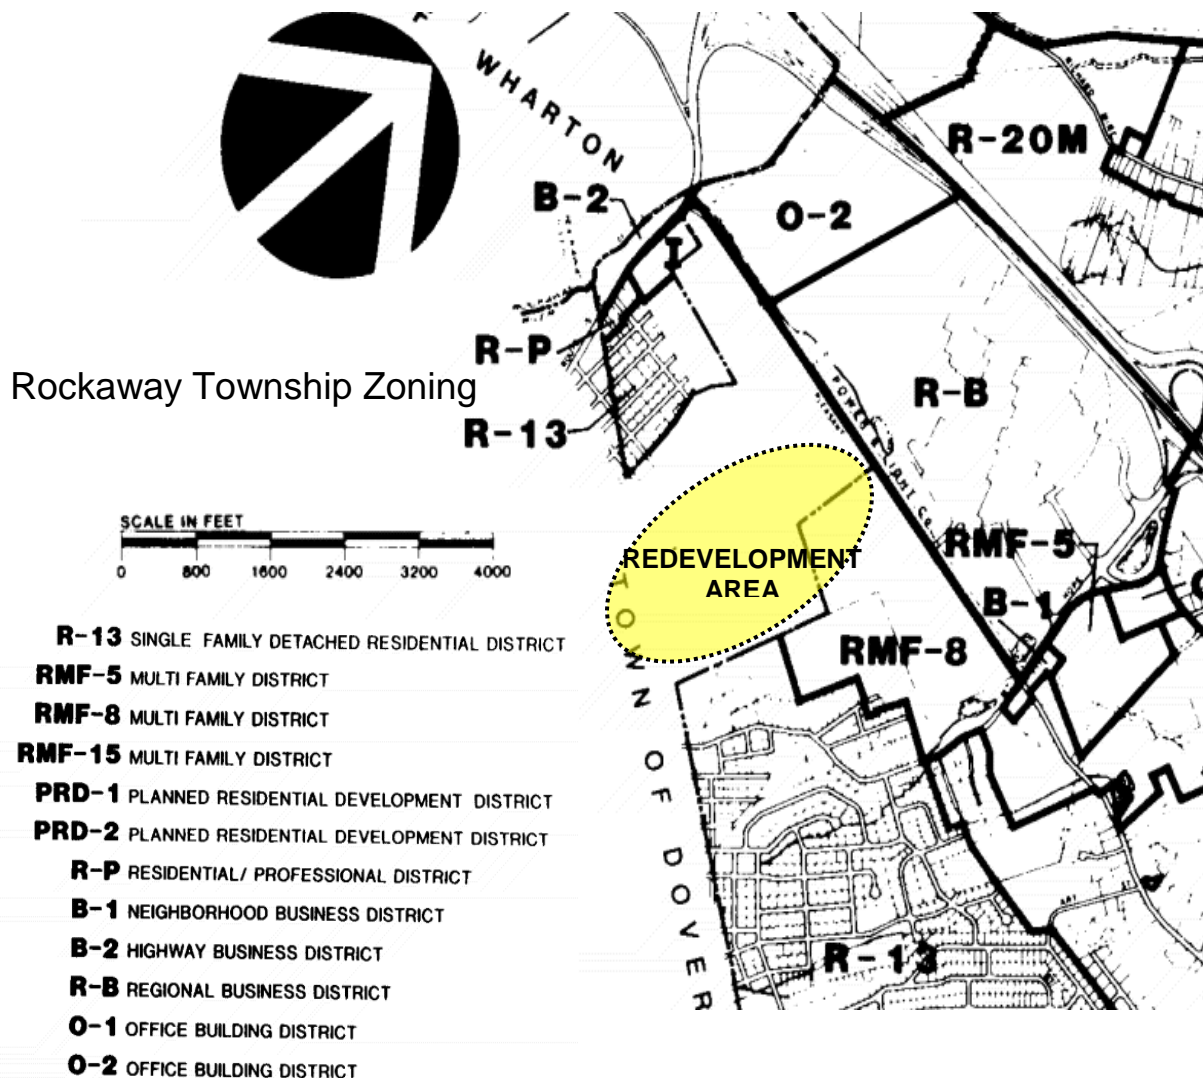 WHARTON
B-2
O-2
R-20M
I
R-P
Rockaway Township Zoning
R-13
R-B
POWER & LIGHT CO.
SCALE IN FEET
0 800 1600 2400 3200 4000
REDEVELOPMENT
AREA
RMF-5
B-1
RMF-8
TOWN OF DOVER
R-13
R-13 SINGLE FAMILY DETACHED RESIDENTIAL DISTRICT
RMF-5 MULTI FAMILY DISTRICT
RMF-8 MULTI FAMILY DISTRICT
RMF-15 MULTI FAMILY DISTRICT
PRD-1 PLANNED RESIDENTIAL DEVELOPMENT DISTRICT
PRD-2 PLANNED RESIDENTIAL DEVELOPMENT DISTRICT
R-P RESIDENTIAL/ PROFESSIONAL DISTRICT
B-1 NEIGHBORHOOD BUSINESS DISTRICT
B-2 HIGHWAY BUSINESS DISTRICT
R-B REGIONAL BUSINESS DISTRICT
O-1 OFFICE BUILDING DISTRICT
O-2 OFFICE BUILDING DISTRICT